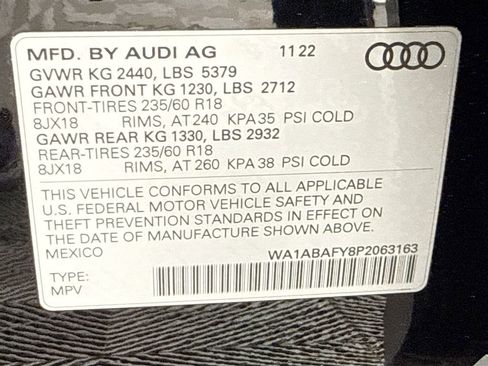 MFD. BY AUDI AG 11 22
GVWR KG 2440, LBS 5379
GAWR FRONT KG 1230, LBS 2712
FRONT-TIRES 235/60 R18
8JX18 RIMS, AT 240 KPA 35 PSI COLD
GAWR REAR KG 1330, LBS 2932
REAR-TIRES 235/60 R18
8JX18 RIMS, AT 260 KPA 38 PSI COLD
THIS VEHICLE CONFORMS TO ALL APPLICABLE
U.S. FEDERAL MOTOR VEHICLE SAFETY AND
THEFT PREVENTION STANDARDS IN EFFECT ON
THE DATE OF MANUFACTURE SHOWN ABOVE.
MEXICO WA1ABAFY8P2063163
TYPE:
MPV